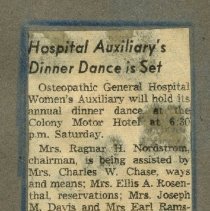 Hospital Auxiliary's
Dinner Dance is Set
Osteopathic General Hospital
Women's Auxiliary will hold its
annual dinner dance at the
Colony Motor Hotel at 6:30
p.m. Saturday.
Mrs. Ragnar H. Nordstrom,
chairman, is being assisted by
Mrs. Charles W. Chase, ways
and means; Mrs. Ellis A. Rosen-
thal, reservations; Mrs. Joseph
M. Davis and Mrs Earl Rams-